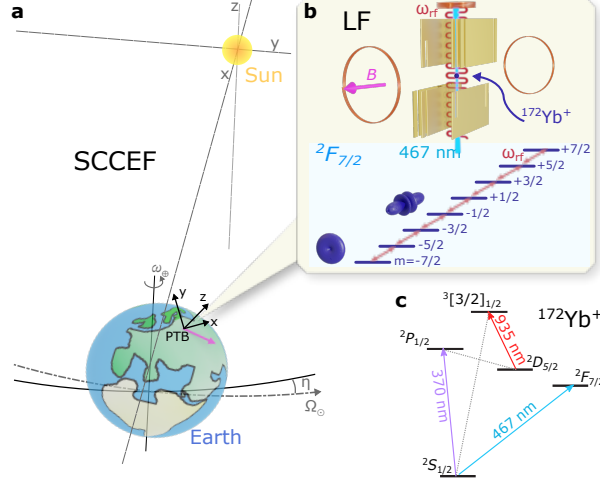 a
z
y
x
Sun
SCCEF
ω⊕
y
z
x
PTB
η
Ω⊙
Earth
b
LF
ωrf
B
¹⁷²Yb⁺
467 nm
²F7/2
ωrf
+7/2
+5/2
+3/2
+1/2
-1/2
-3/2
-5/2
m=-7/2
c
¹⁷²Yb⁺
³[3/2]1/2
²P1/2
935 nm
²D5/2
²F7/2
370 nm
467 nm
²S1/2